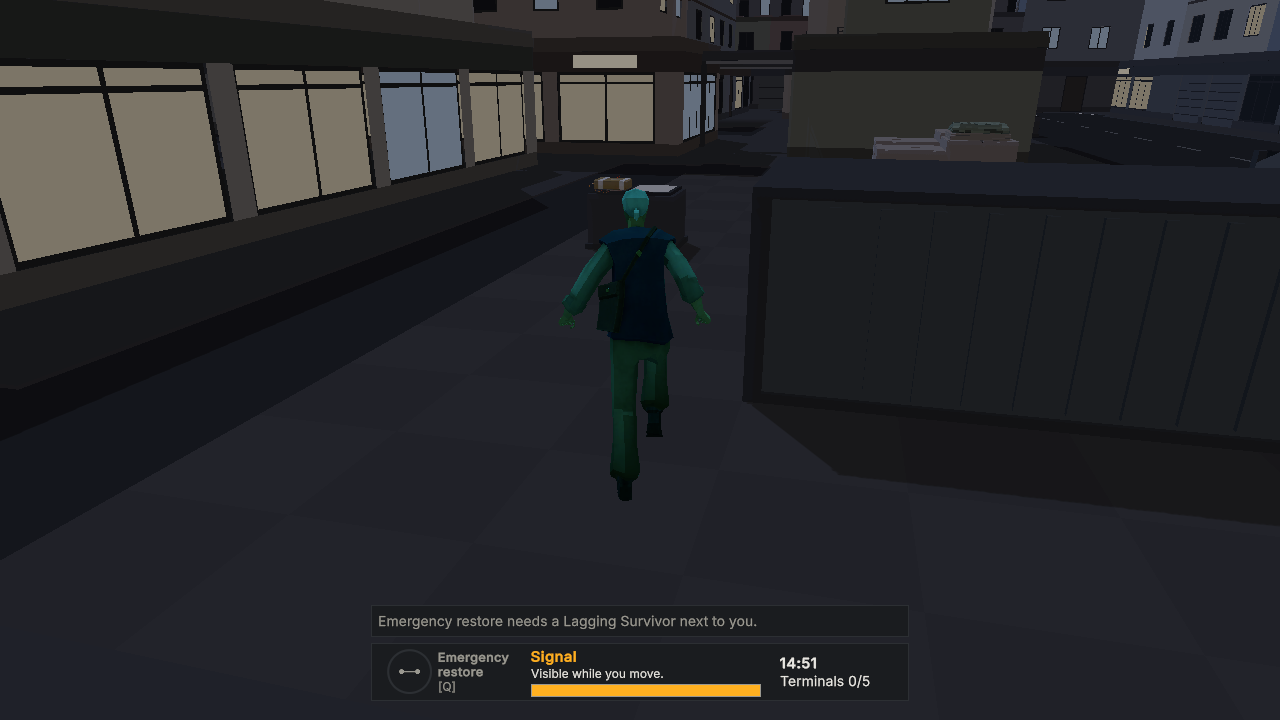 Emergency restore needs a Lagging Survivor next to you.
Emergency
restore
[Q]
Signal
Visible while you move.
14:51
Terminals 0/5